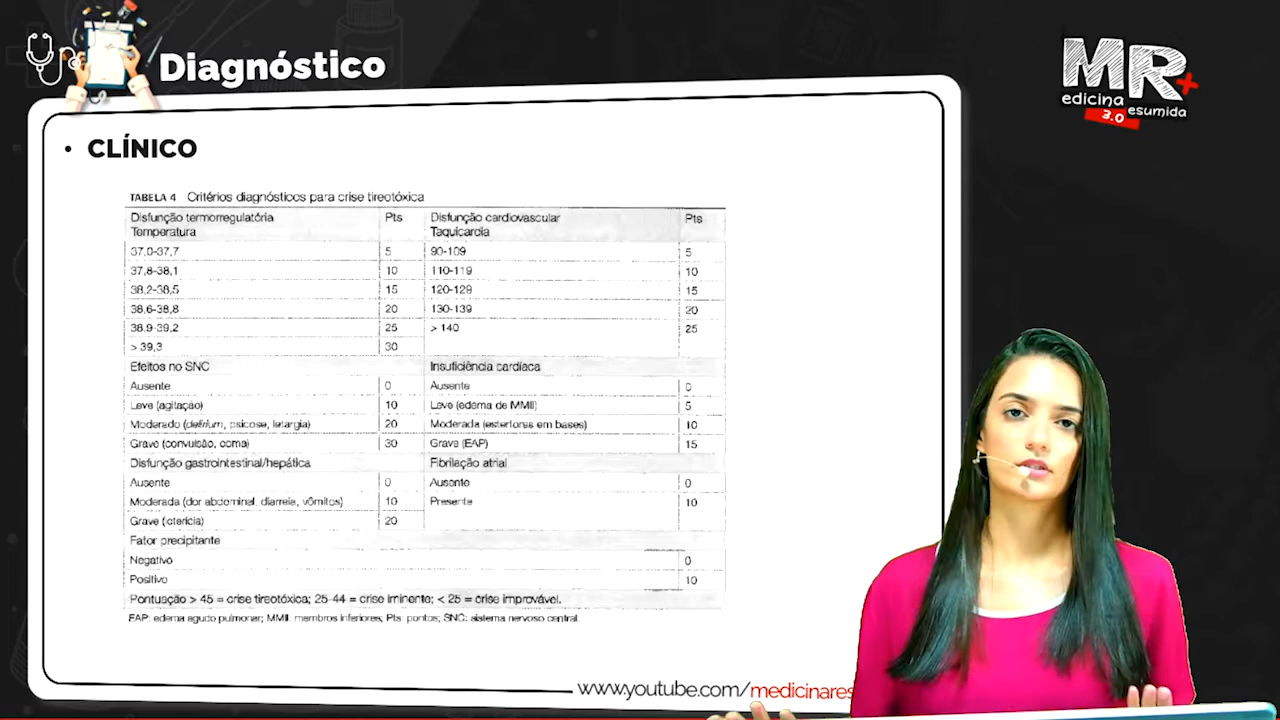 Diagnóstico
MR+
edicina esumida
3.0
• CLÍNICO
TABELA 4 Critérios diagnósticos para crise tireotóxica
Disfunção termorregulatória Temperatura Pts Disfunção cardiovascular Taquicardia Pts
37,0-37,7 5 90-109 5
37,8-38,1 10 110-119 10
38,2-38,5 15 120-129 15
38,6-38,8 20 130-139 20
38.9-39,2 25 > 140 25
> 39,3 30
Efeitos no SNC Insuficiência cardíaca
Ausente 0 Ausente 0
Leve (agitação) 10 Leve (edema de MMII) 5
Moderado (delirium, psicose, letargia) 20 Moderada (estertores em bases) 10
Grave (convulsão, coma) 30 Grave (EAP) 15
Disfunção gastrointestinal/hepática Fibrilação atrial
Ausente 0 Ausente 0
Moderada (dor abdominal, diarreia, vômitos) 10 Presente 10
Grave (icterícia) 20
Fator precipitante
Negativo 0
Positivo 10
Pontuação > 45 = crise tireotóxica; 25-44 = crise iminente; < 25 = crise improvável.
EAP: edema agudo pulmonar; MMII: membros inferiores; Pts: pontos; SNC: sistema nervoso central.
www.youtube.com/medicinares